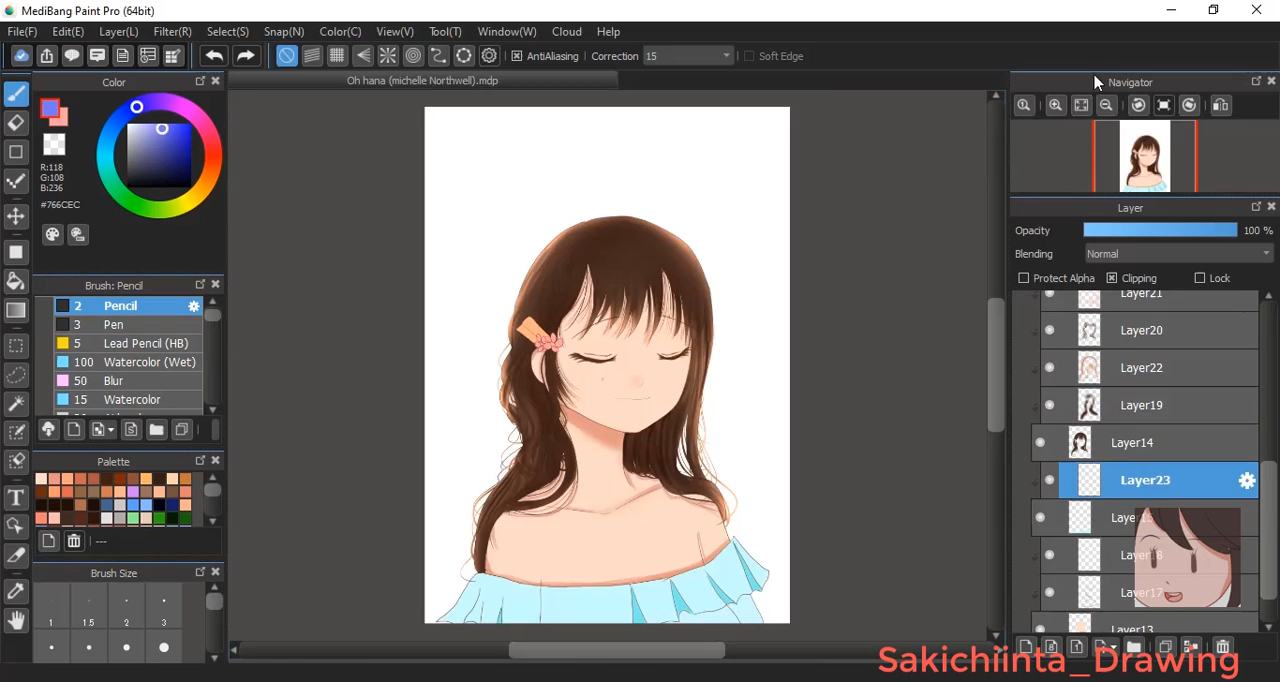 MediBang Paint Pro (64bit)
File(F) Edit(E) Layer(L) Filter(R) Select(S) Snap(N) Color(C) View(V) Tool(T) Window(W) Cloud Help
AntiAliasing Correction 15 Soft Edge
Color
Oh hana (michelle Northwell).mdp
Navigator
R:118
G:108
B:236
#766CEC
Layer
Opacity 100 %
Blending Normal
Protect Alpha Clipping Lock
Brush: Pencil
2 Pencil
3 Pen
5 Lead Pencil (HB)
100 Watercolor (Wet)
50 Blur
15 Watercolor
Layer21
Layer20
Layer22
Layer19
Layer14
Layer23
Layer17
Layer13
Palette
---
Brush Size
1 1.5 2 3
T
Sakichiinta_Drawing